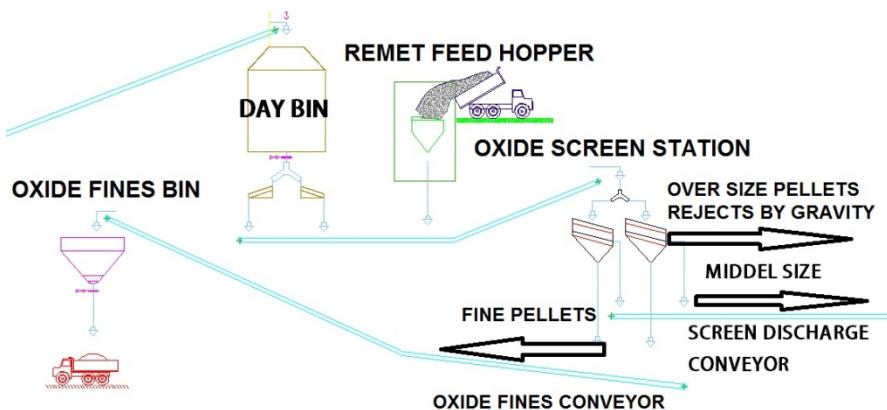 3
REMET FEED HOPPER
DAY BIN
OXIDE SCREEN STATION
OXIDE FINES BIN
OVER SIZE PELLETS
REJECTS BY GRAVITY
MIDDEL SIZE
FINE PELLETS
SCREEN DISCHARGE
CONVEYOR
OXIDE FINES CONVEYOR